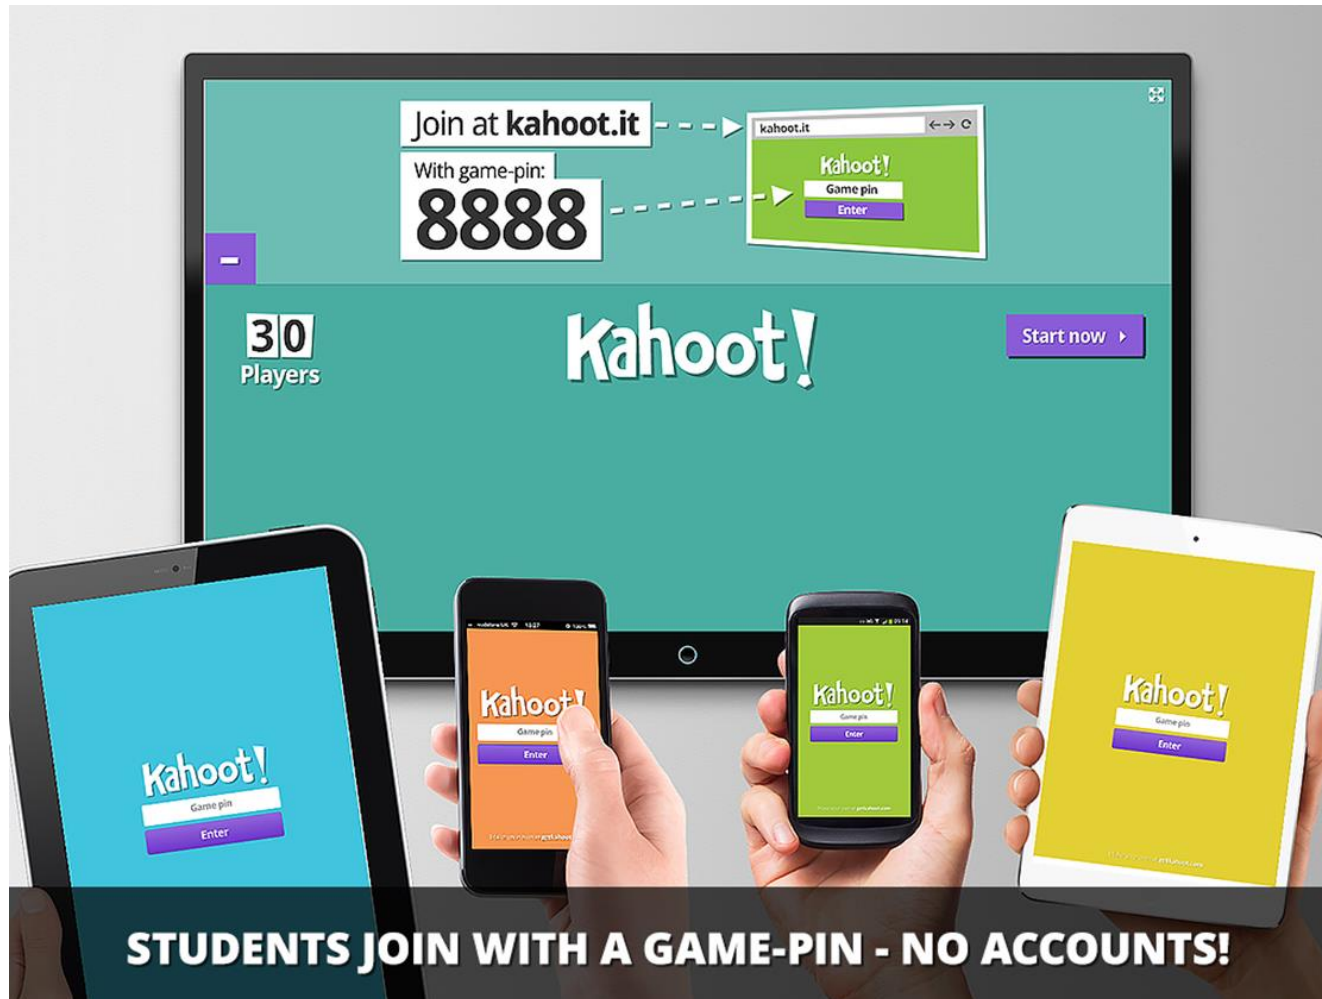 Join at kahoot.it
With game-pin:
8888
kahoot.it
Kahoot!
Game pin
Enter
30
Players
Kahoot!
Start now
Kahoot!
Game pin
Enter
Kahoot!
Game pin
Enter
Kahoot!
Game pin
Enter
Kahoot!
Game pin
Enter
STUDENTS JOIN WITH A GAME-PIN - NO ACCOUNTS!